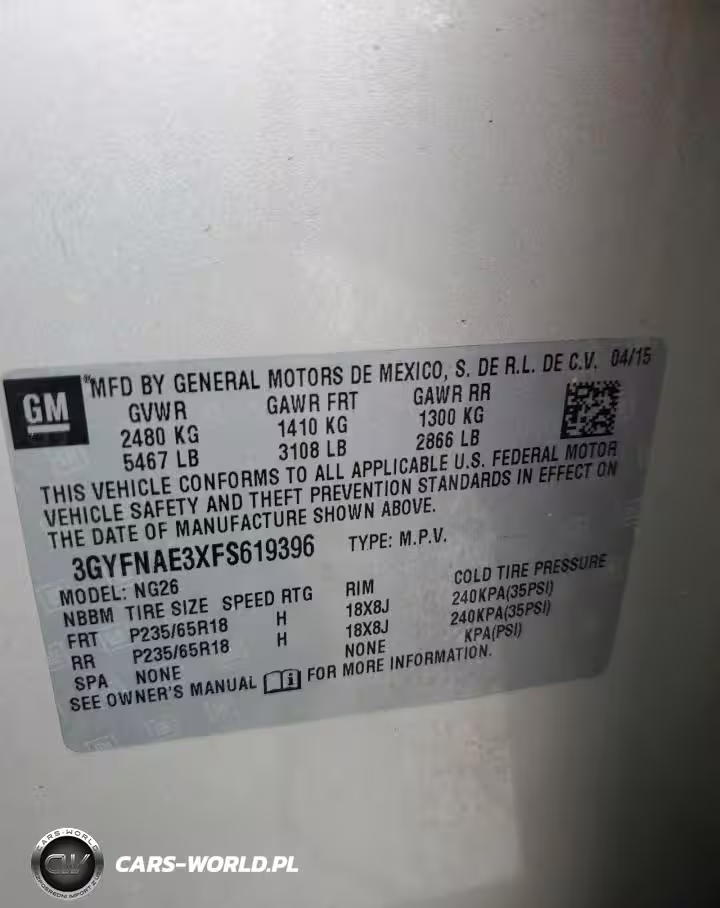 GM
®MFD BY GENERAL MOTORS DE MEXICO, S. DE R.L. DE C.V. 04/15
GVWR GAWR FRT GAWR RR
2480 KG 1410 KG 1300 KG
5467 LB 3108 LB 2866 LB
THIS VEHICLE CONFORMS TO ALL APPLICABLE U.S. FEDERAL MOTOR
VEHICLE SAFETY AND THEFT PREVENTION STANDARDS IN EFFECT ON
THE DATE OF MANUFACTURE SHOWN ABOVE.
3GYFNAE3XFS619396 TYPE: M.P.V.
MODEL: NG26
NBBM TIRE SIZE SPEED RTG RIM COLD TIRE PRESSURE
FRT P235/65R18 H 18X8J 240KPA(35PSI)
RR P235/65R18 H 18X8J 240KPA(35PSI)
SPA NONE NONE KPA(PSI)
SEE OWNER'S MANUAL FOR MORE INFORMATION.
CARS-WORLD
CW
CARS-WORLD.PL